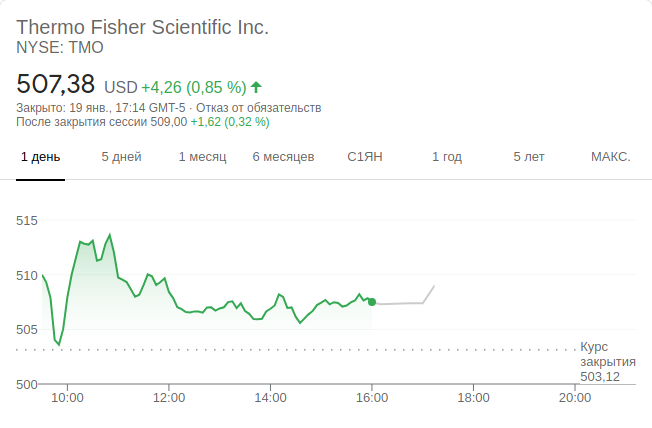 Thermo Fisher Scientific Inc.
NYSE: TMO
507,38 USD +4,26 (0,85 %)
Закрыто: 19 янв., 17:14 GMT-5 · Отказ от обязательств
После закрытия сессии 509,00 +1,62 (0,32 %)
1 день 5 дней 1 месяц 6 месяцев С1ЯН 1 год 5 лет МАКС.
515
510
505
Курс
закрытия
503,12
500
10:00 12:00 14:00 16:00 18:00 20:00